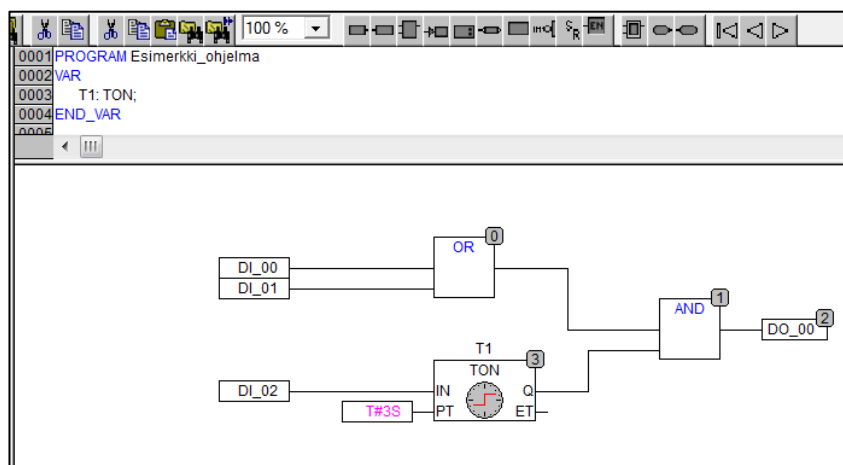 100 %
0001 PROGRAM Esimerkki_ohjelma
0002 VAR
0003 T1: TON;
0004 END_VAR
0005
OR 0
DI_00
DI_01
AND 1
DO_00 2
T1
TON 3
DI_02 IN Q
T#3S PT ET